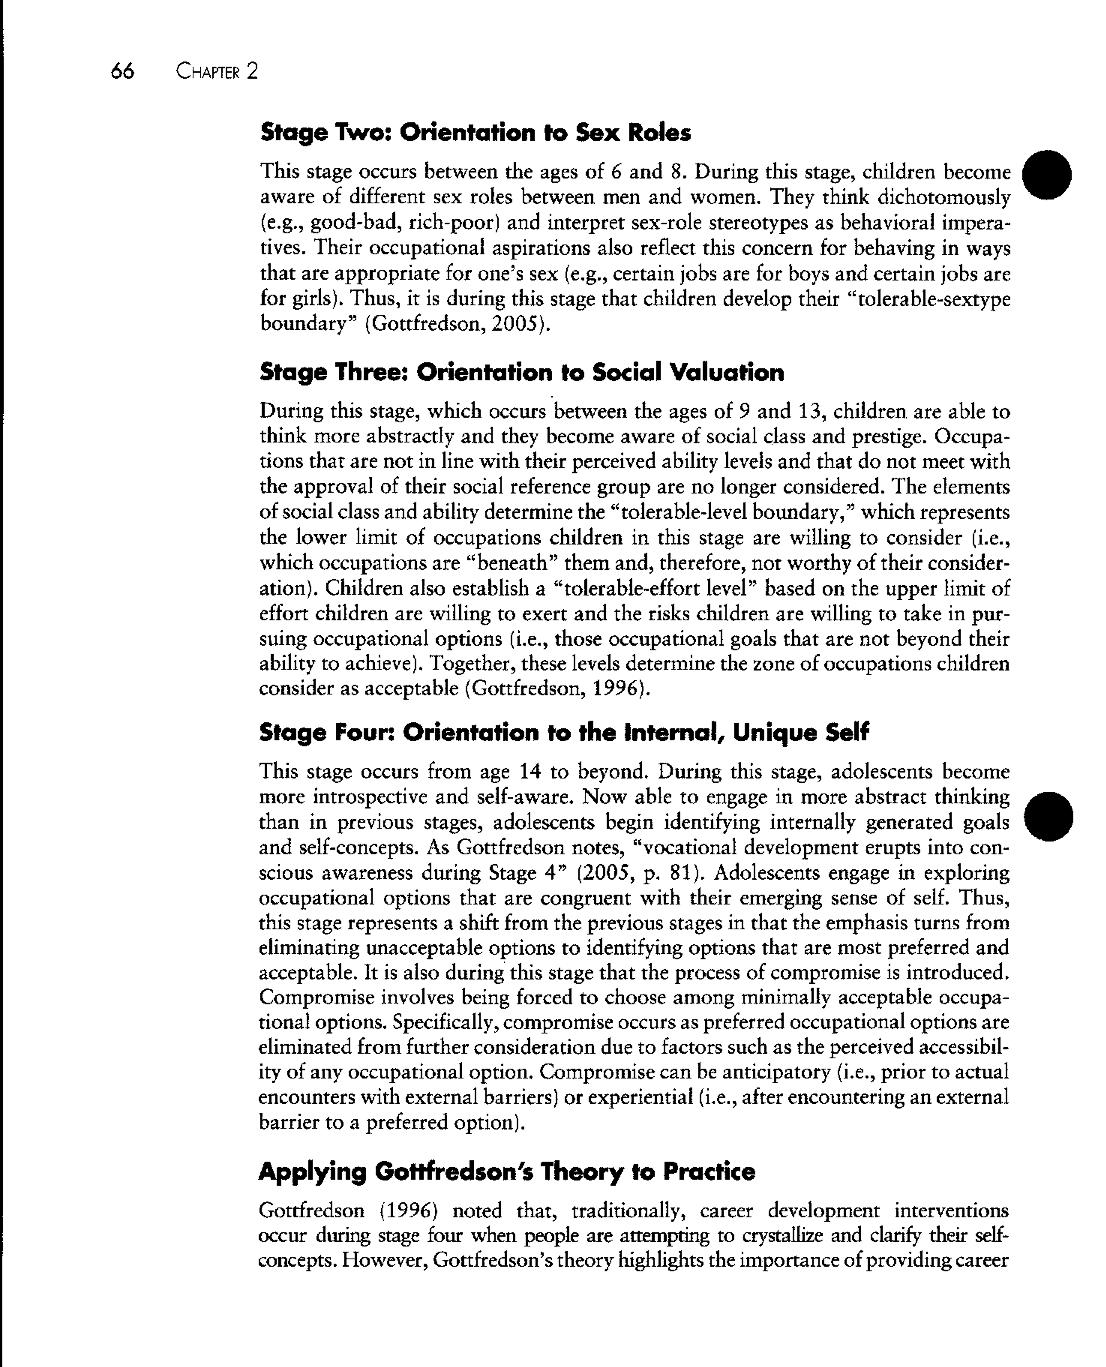 66 CHAPTER 2
Stage Two: Orientation to Sex Roles
This stage occurs between the ages of 6 and 8. During this stage, children become
aware of different sex roles between men and women. They think dichotomously
(e.g., good-bad, rich-poor) and interpret sex-role stereotypes as behavioral impera-
tives. Their occupational aspirations also reflect this concern for behaving in ways
that are appropriate for one's sex (e.g., certain jobs are for boys and certain jobs are
for girls). Thus, it is during this stage that children develop their "tolerable-sextype
boundary" (Gottfredson, 2005).
Stage Three: Orientation to Social Valuation
During this stage, which occurs between the ages of 9 and 13, children are able to
think more abstractly and they become aware of social class and prestige. Occupa-
tions that are not in line with their perceived ability levels and that do not meet with
the approval of their social reference group are no longer considered. The elements
of social class and ability determine the "tolerable-level boundary," which represents
the lower limit of occupations children in this stage are willing to consider (i.e.,
which occupations are "beneath" them and, therefore, not worthy of their consider-
ation). Children also establish a "tolerable-effort level" based on the upper limit of
effort children are willing to exert and the risks children are willing to take in pur-
suing occupational options (i.e., those occupational goals that are not beyond their
ability to achieve). Together, these levels determine the zone of occupations children
consider as acceptable (Gottfredson, 1996).
Stage Four: Orientation to the Internal, Unique Self
This stage occurs from age 14 to beyond. During this stage, adolescents become
more introspective and self-aware. Now able to engage in more abstract thinking
than in previous stages, adolescents begin identifying internally generated goals
and self-concepts. As Gottfredson notes, "vocational development erupts into con-
scious awareness during Stage 4" (2005, p. 81). Adolescents engage in exploring
occupational options that are congruent with their emerging sense of self. Thus,
this stage represents a shift from the previous stages in that the emphasis turns from
eliminating unacceptable options to identifying options that are most preferred and
acceptable. It is also during this stage that the process of compromise is introduced.
Compromise involves being forced to choose among minimally acceptable occupa-
tional options. Specifically, compromise occurs as preferred occupational options are
eliminated from further consideration due to factors such as the perceived accessibil-
ity of any occupational option. Compromise can be anticipatory (i.e., prior to actual
encounters with external barriers) or experiential (i.e., after encountering an external
barrier to a preferred option).
Applying Gottfredson's Theory to Practice
Gottfredson (1996) noted that, traditionally, career development interventions
occur during stage four when people are attempting to crystallize and clarify their self-
concepts. However, Gottfredson's theory highlights the importance of providing career